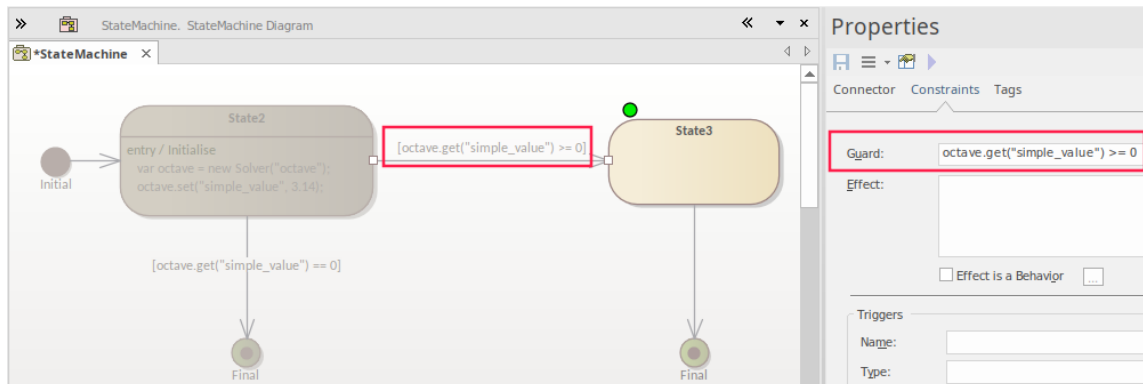 StateMachine. StateMachine Diagram
*StateMachine
State2
entry / Initialise
var octave = new Solver("octave");
octave.set("simple_value", 3.14);
Initial
[octave.get("simple_value") >= 0]
State3
[octave.get("simple_value") == 0]
Final
Final
Properties
Connector Constraints Tags
Guard: octave.get("simple_value") >= 0
Effect:
Effect is a Behavior ...
Triggers
Name:
Type: